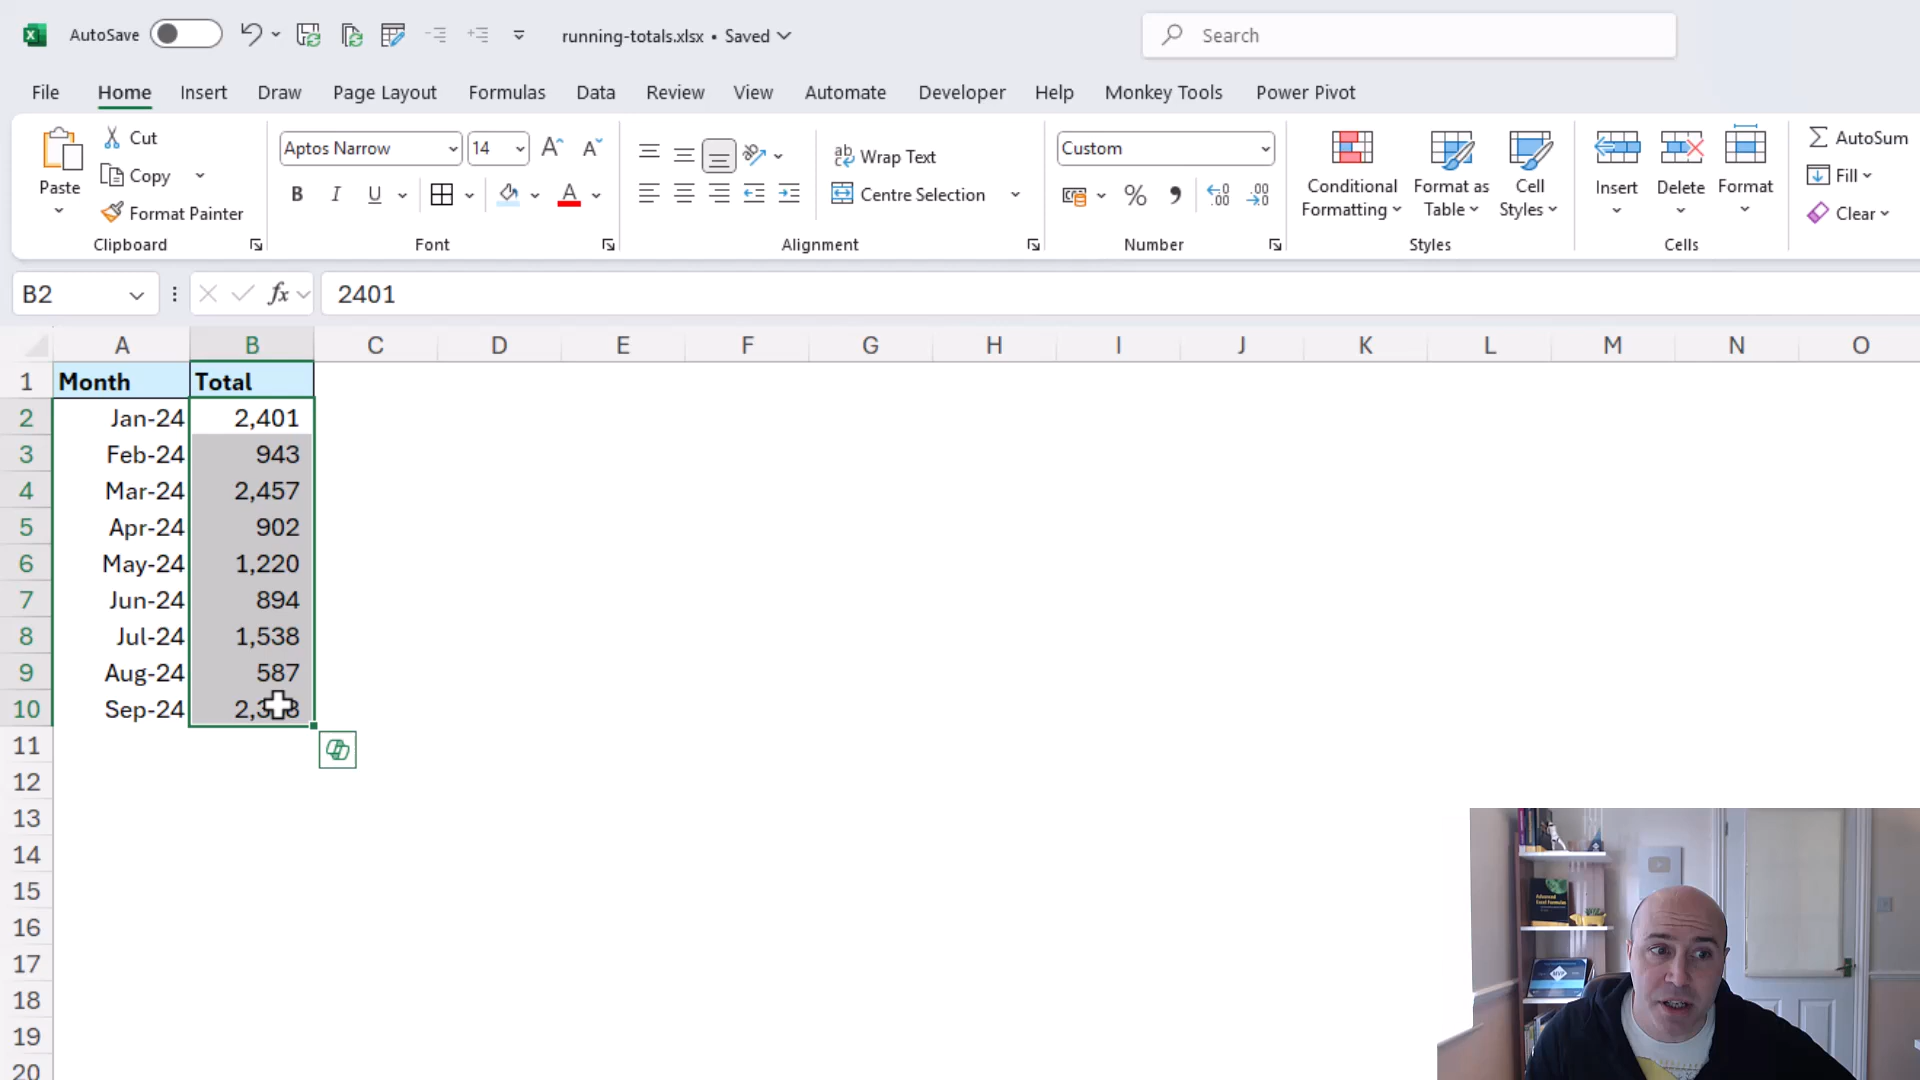 AutoSave
running-totals.xlsx • Saved
Search
File Home Insert Draw Page Layout Formulas Data Review View Automate Developer Help Monkey Tools Power Pivot
Paste
Cut
Copy
Format Painter
Clipboard
Aptos Narrow 14
B I U A
Font
Wrap Text
Centre Selection
Alignment
Custom
%
Number
Conditional Formatting
Format as Table
Cell Styles
Styles
Insert
Delete
Format
Cells
AutoSum
Fill
Clear
B2 fx 2401
A B C D E F G H I J K L M N O
1 Month Total
2 Jan-24 2,401
3 Feb-24 943
4 Mar-24 2,457
5 Apr-24 902
6 May-24 1,220
7 Jun-24 894
8 Jul-24 1,538
9 Aug-24 587
10 Sep-24
11
12
13
14
15
16
17
18
19
20
Advanced
Excel Formulas
MVP